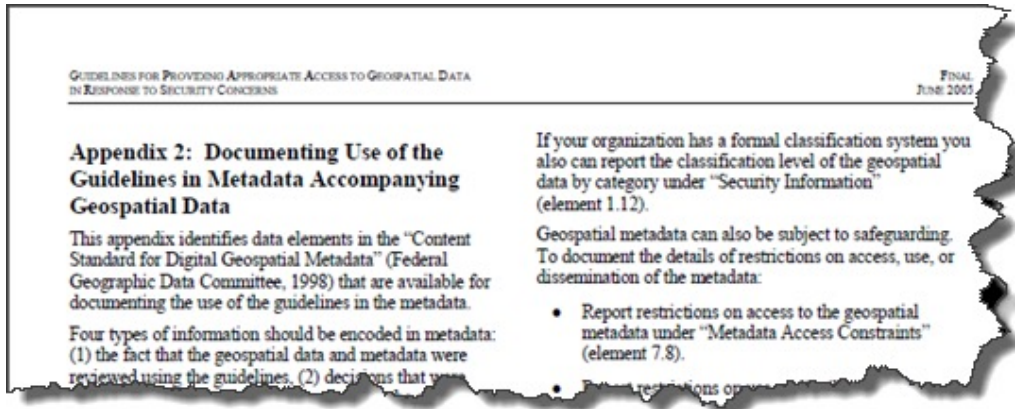 GUIDELINES FOR PROVIDING APPROPRIATE ACCESS TO GEOSPATIAL DATA
IN RESPONSE TO SECURITY CONCERNS
FINAL
JUNE 2005
Appendix 2: Documenting Use of the
Guidelines in Metadata Accompanying
Geospatial Data
This appendix identifies data elements in the “Content
Standard for Digital Geospatial Metadata” (Federal
Geographic Data Committee, 1998) that are available for
documenting the use of the guidelines in the metadata.
Four types of information should be encoded in metadata:
(1) the fact that the geospatial data and metadata were
reviewed using the guidelines, (2) decisions that were
If your organization has a formal classification system you
also can report the classification level of the geospatial
data by category under “Security Information”
(element 1.12).
Geospatial metadata can also be subject to safeguarding.
To document the details of restrictions on access, use, or
dissemination of the metadata:
• Report restrictions on access to the geospatial
metadata under “Metadata Access Constraints”
(element 7.8).
• restrictions on